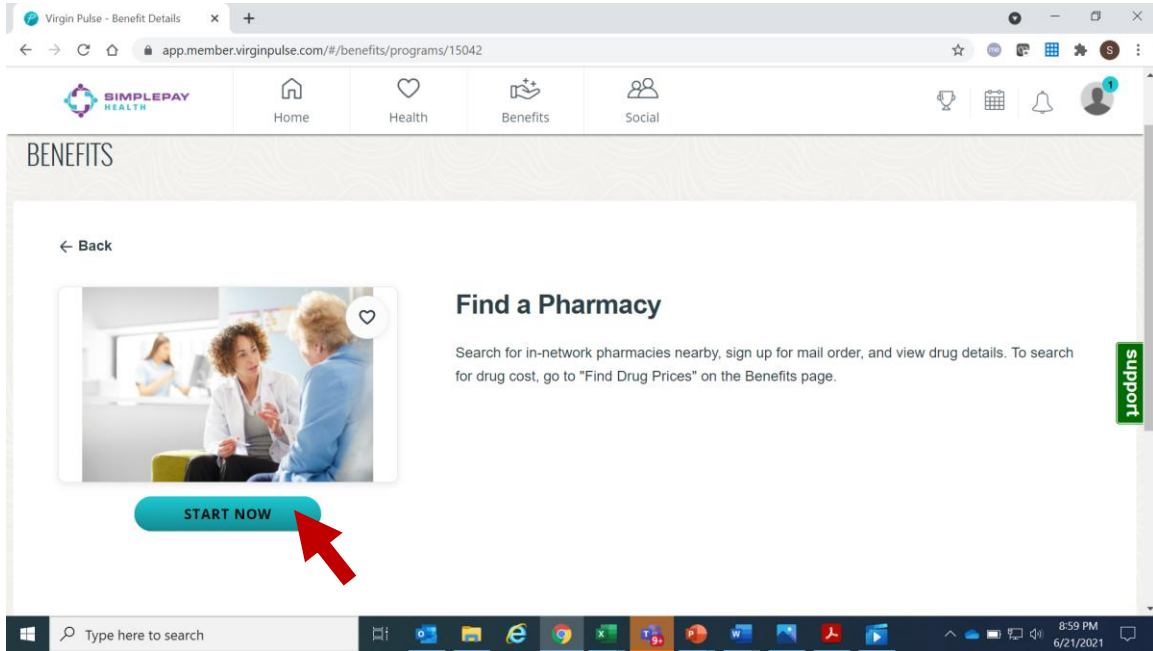 Virgin Pulse - Benefit Details
app.member.virginpulse.com/#/benefits/programs/15042
S
SIMPLEPAY
HEALTH
Home
Health
Benefits
Social
1
BENEFITS
← Back
Find a Pharmacy
Search for in-network pharmacies nearby, sign up for mail order, and view drug details. To search
for drug cost, go to "Find Drug Prices" on the Benefits page.
support
START NOW
Type here to search
9+
8:59 PM
6/21/2021